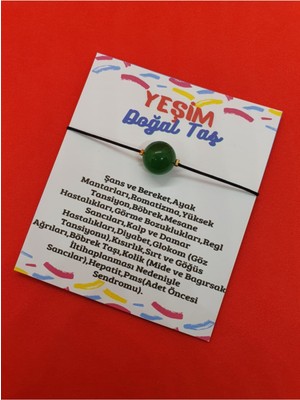 YEŞİM
Doğal Taş
Şans ve Bereket,Ayak
Mantarları,Romatizma,Yüksek
Tansiyon,Böbrek,Mesane
Hastalıkları,Görme Bozuklukları,Regl
Sancıları,Kalp ve Damar
Hastalıkları,Diyabet,Glokom (Göz
Tansiyonu),Kısırlık,Sırt ve Göğüs
Ağrıları,Böbrek Taşı,Kolik (Mide ve Bağırsak
İltihaplanması Nedeniyle
Sancılar),Hepatit,Pms(Adet Öncesi
Sendromu).